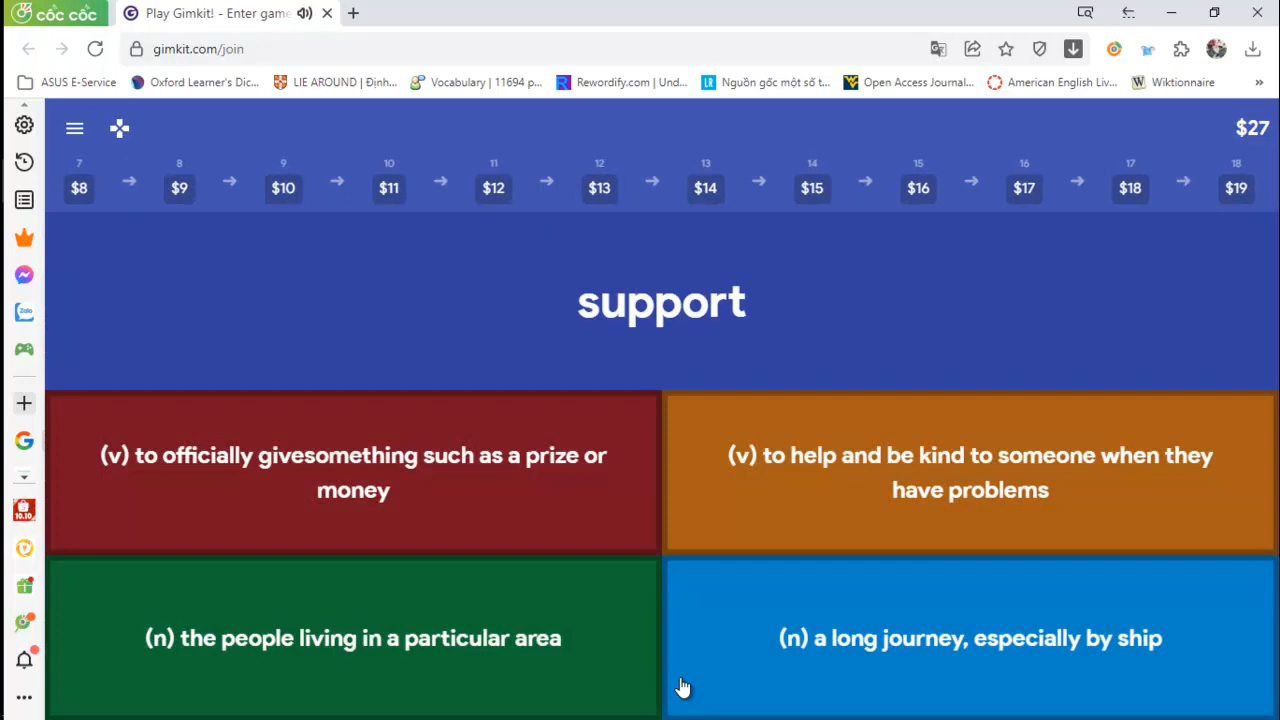 cốc cốc
Play Gimkit! - Enter game
gimkit.com/join
ASUS E-Service
Oxford Learner's Dic...
LIE AROUND | Định...
Vocabulary | 11694 p...
Rewordify.com | Und...
Nguồn gốc một số t...
Open Access Journal...
American English Liv...
Wiktionnaire
$27
7 8 9 10 11 12 13 14 15 16 17 18
$8 $9 $10 $11 $12 $13 $14 $15 $16 $17 $18 $19
support
(v) to officially givesomething such as a prize or
money
(v) to help and be kind to someone when they
have problems
(n) the people living in a particular area
(n) a long journey, especially by ship
Zalo
10.10